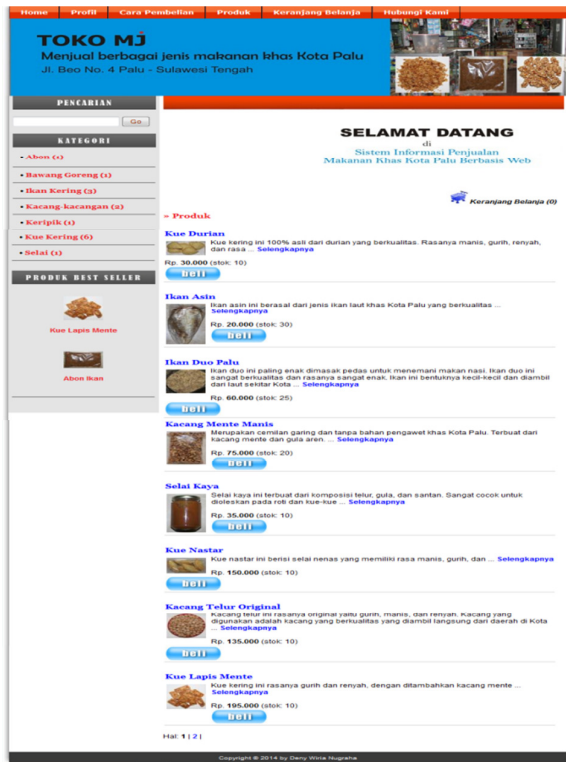 Home Profil Cara Pembelian Produk Keranjang Belanja Hubungi Kami
TOKO MJ
Menjual berbagai jenis makanan khas Kota Palu
Jl. Beo No. 4 Palu - Sulawesi Tengah
PENCARIAN
Go
KATEGORI
• Abon (1)
• Bawang Goreng (1)
• Ikan Kering (3)
• Kacang-kacangan (2)
• Keripik (1)
• Kue Kering (6)
• Selai (1)
PRODUK BEST SELLER
Kue Lapis Mente
Abon Ikan
SELAMAT DATANG
di
Sistem Informasi Penjualan
Makanan Khas Kota Palu Berbasis Web
Keranjang Belanja (0)
» Produk
Kue Durian
Kue kering ini 100% asli dari durian yang berkualitas. Rasanya manis, gurih, renyah,
dan rasa ... Selengkapnya
Rp. 30.000 (stok: 10)
beli
Ikan Asin
Ikan asin ini berasal dari jenis ikan laut khas Kota Palu yang berkualitas ...
Selengkapnya
Rp. 20.000 (stok: 30)
beli
Ikan Duo Palu
Ikan duo ini paling enak dimasak pedas untuk menemani makan nasi. Ikan duo ini
sangat berkualitas dan rasanya sangat enak. Ikan ini bentuknya kecil-kecil dan diambil
dari laut sekitar Kota ... Selengkapnya
Rp. 60.000 (stok: 25)
beli
Kacang Mente Manis
Merupakan cemilan garing dan tanpa bahan pengawet khas Kota Palu. Terbuat dari
kacang mente dan gula aren. ... Selengkapnya
Rp. 75.000 (stok: 20)
beli
Selai Kaya
Selai kaya ini terbuat dari komposisi telur, gula, dan santan. Sangat cocok untuk
dioleskan pada roti dan kue-kue ... Selengkapnya
Rp. 35.000 (stok: 10)
beli
Kue Nastar
Kue nastar ini berisi selai nenas yang memiliki rasa manis, gurih, dan ... Selengkapnya
Rp. 150.000 (stok: 10)
beli
Kacang Telur Original
Kacang telur ini rasanya original yaitu gurih, manis, dan renyah. Kacang yang
digunakan adalah kacang yang berkualitas yang diambil langsung dari daerah di Kota
... Selengkapnya
Rp. 135.000 (stok: 10)
beli
Kue Lapis Mente
Kue kering ini rasanya gurih dan renyah, dengan ditambahkan kacang mente ...
Selengkapnya
Rp. 195.000 (stok: 10)
beli
Hal: 1 | 2 |
Copyright © 2014 by Deny Wiria Nugraha